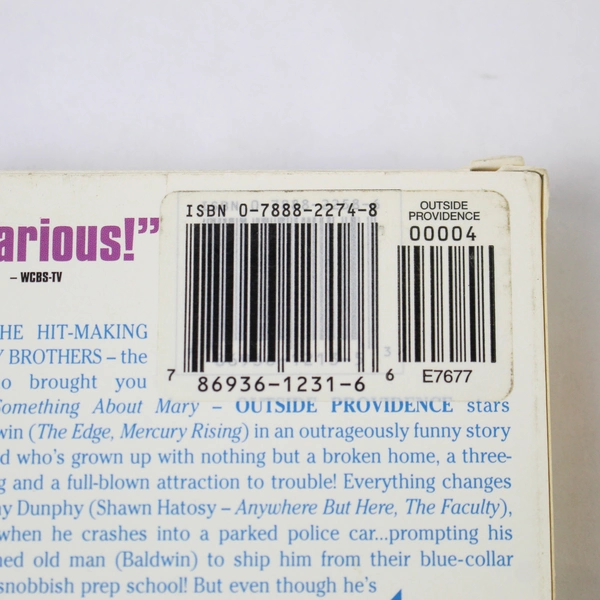 arious!”
– WCBS-TV
ISBN 0-7888-2274-8
7 86936-1231-6 6
OUTSIDE
PROVIDENCE
00004
E7677
HE HIT-MAKING
Y BROTHERS – the
o brought you
Something About Mary – OUTSIDE PROVIDENCE stars
win (The Edge, Mercury Rising) in an outrageously funny story
d who's grown up with nothing but a broken home, a three-
g and a full-blown attraction to trouble! Everything changes
ny Dunphy (Shawn Hatosy – Anywhere But Here, The Faculty),
when he crashes into a parked police car...prompting his
ned old man (Baldwin) to ship him from their blue-collar
snobbish prep school! But even though he's